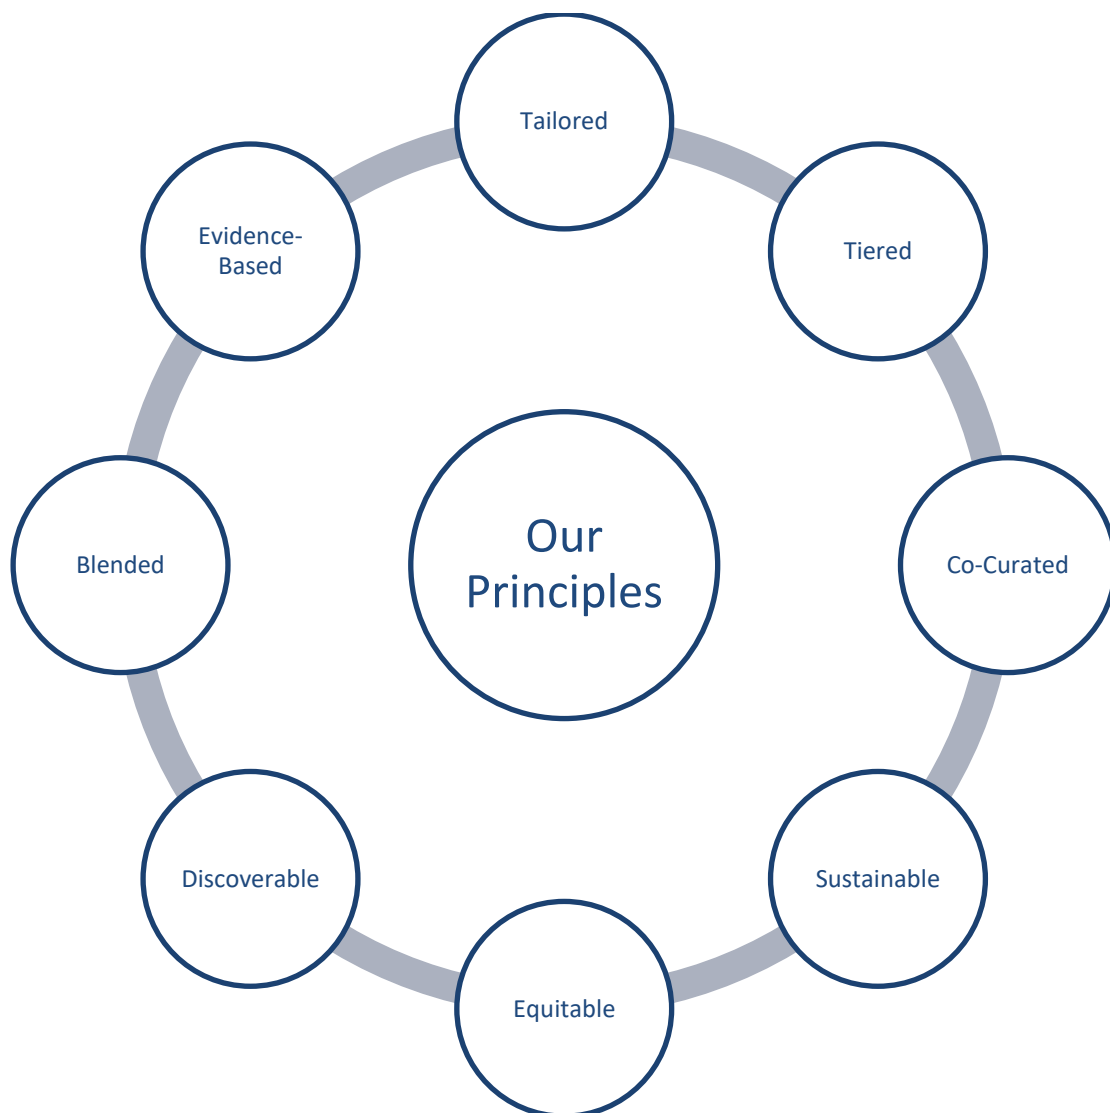 Tailored
Tiered
Co-Curated
Sustainable
Equitable
Discoverable
Blended
Evidence-
Based
Our
Principles